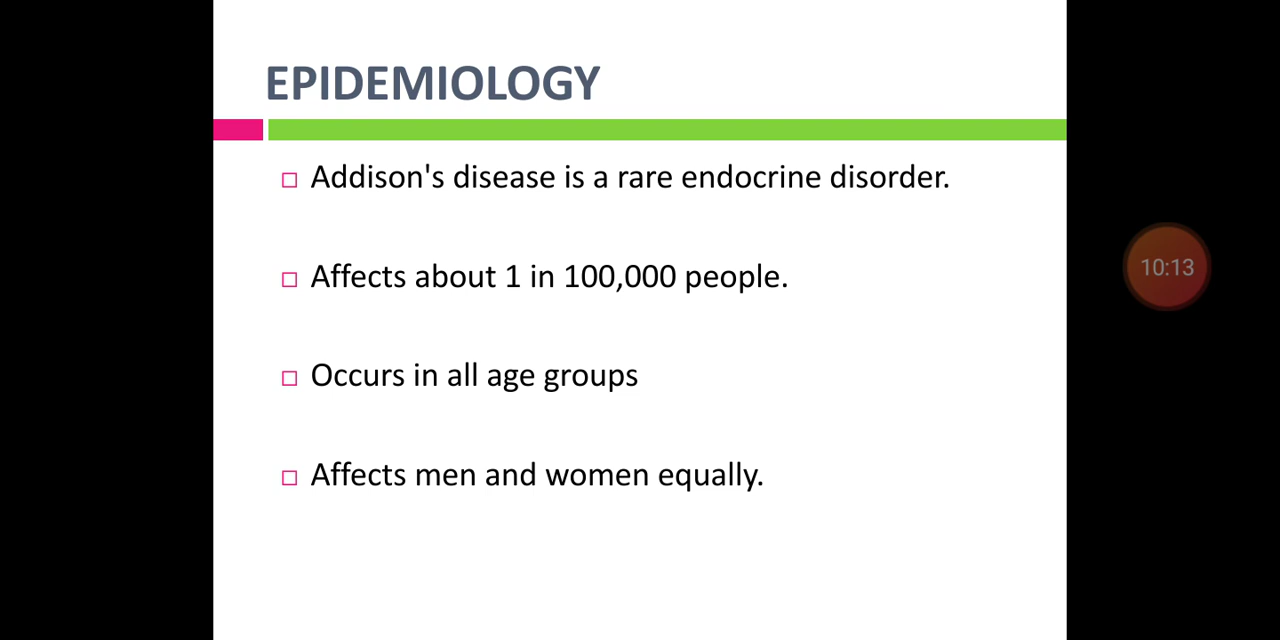 EPIDEMIOLOGY
Addison's disease is a rare endocrine disorder.
Affects about 1 in 100,000 people.
10:13
Occurs in all age groups
Affects men and women equally.